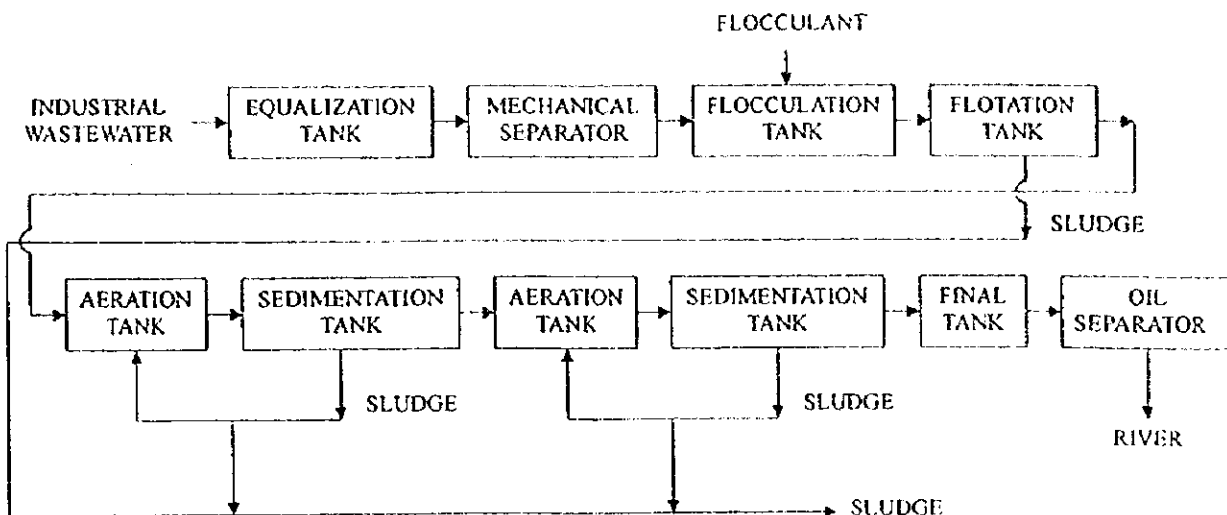 FLOCCULANT
INDUSTRIAL
WASTEWATER
EQUALIZATION
TANK
MECHANICAL
SEPARATOR
FLOCCULATION
TANK
FLOTATION
TANK
SLUDGE
AERATION
TANK
SEDIMENTATION
TANK
AERATION
TANK
SEDIMENTATION
TANK
FINAL
TANK
OIL
SEPARATOR
SLUDGE
SLUDGE
RIVER
SLUDGE